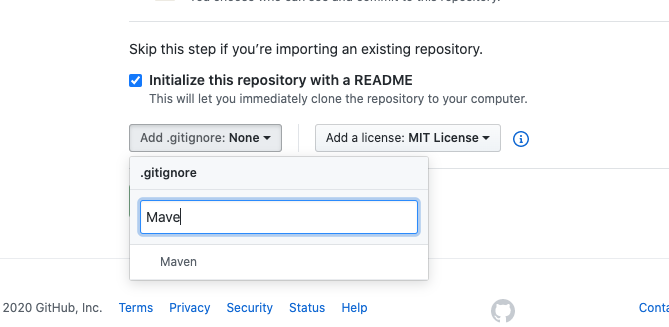 Skip this step if you're importing an existing repository.
Initialize this repository with a README
This will let you immediately clone the repository to your computer.
Add .gitignore: None
Add a license: MIT License
.gitignore
Mave
Maven
2020 GitHub, Inc. Terms Privacy Security Status Help